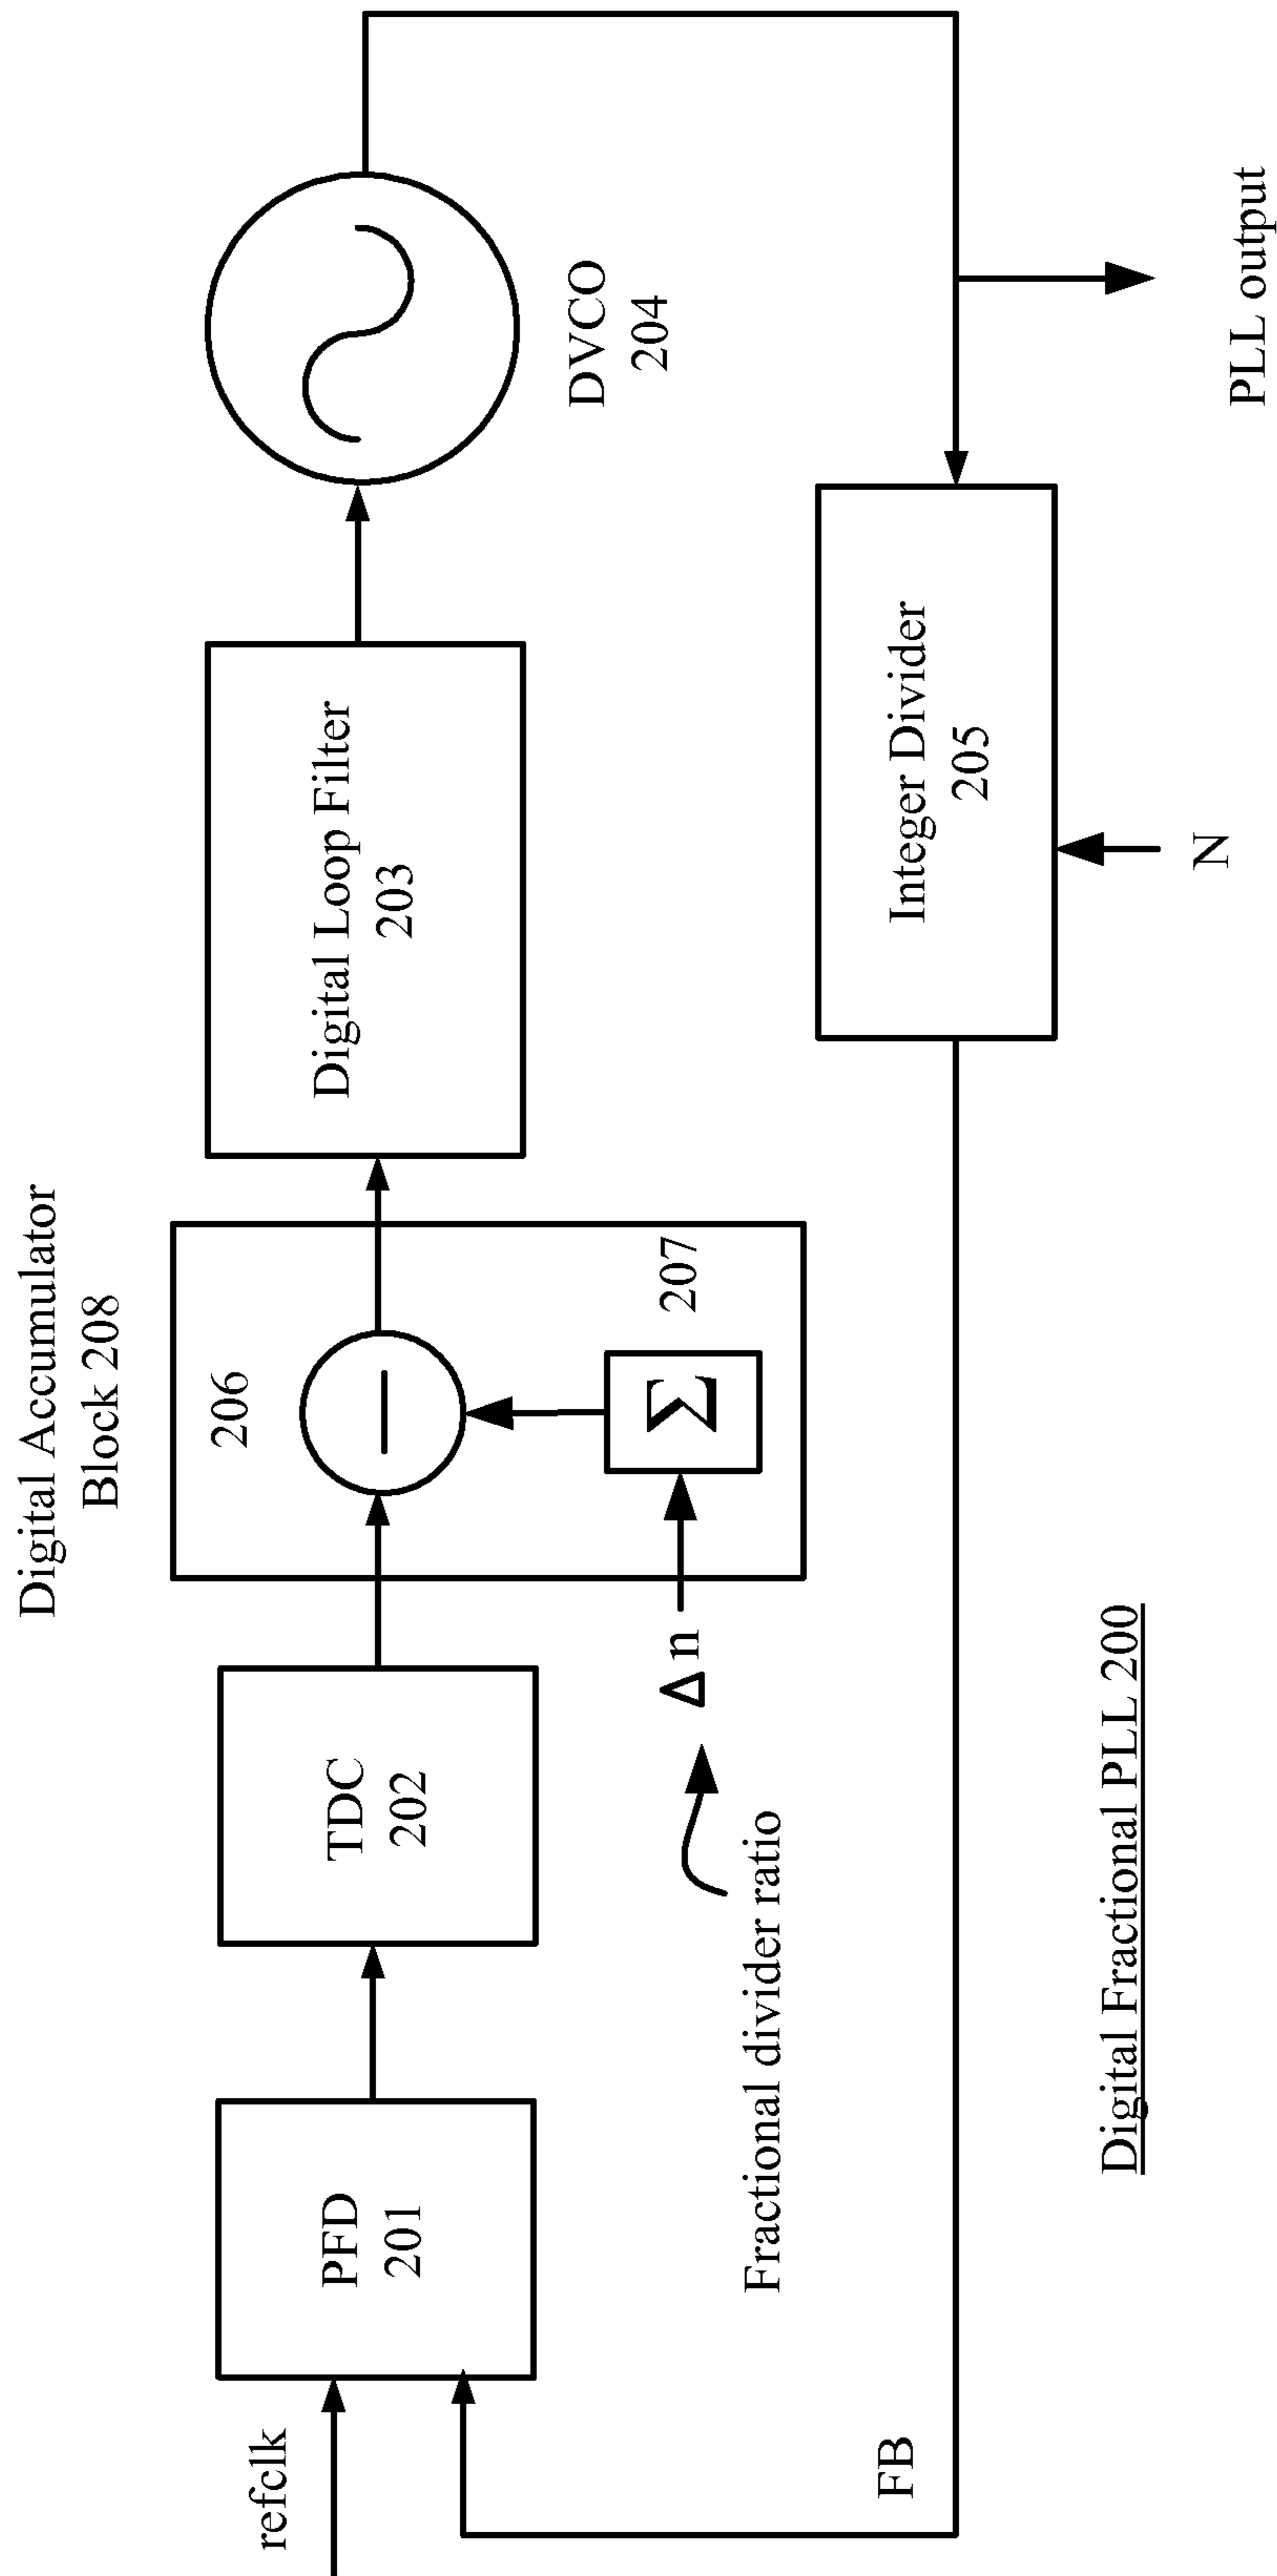 Digital Accumulator
Block 208
refclk
PFD
201
TDC
202
206
Σ
207
Δ n
Fractional divider ratio
Digital Loop Filter
203
DVCO
204
Integer Divider
205
N
FB
PLL output
Digital Fractional PLL 200